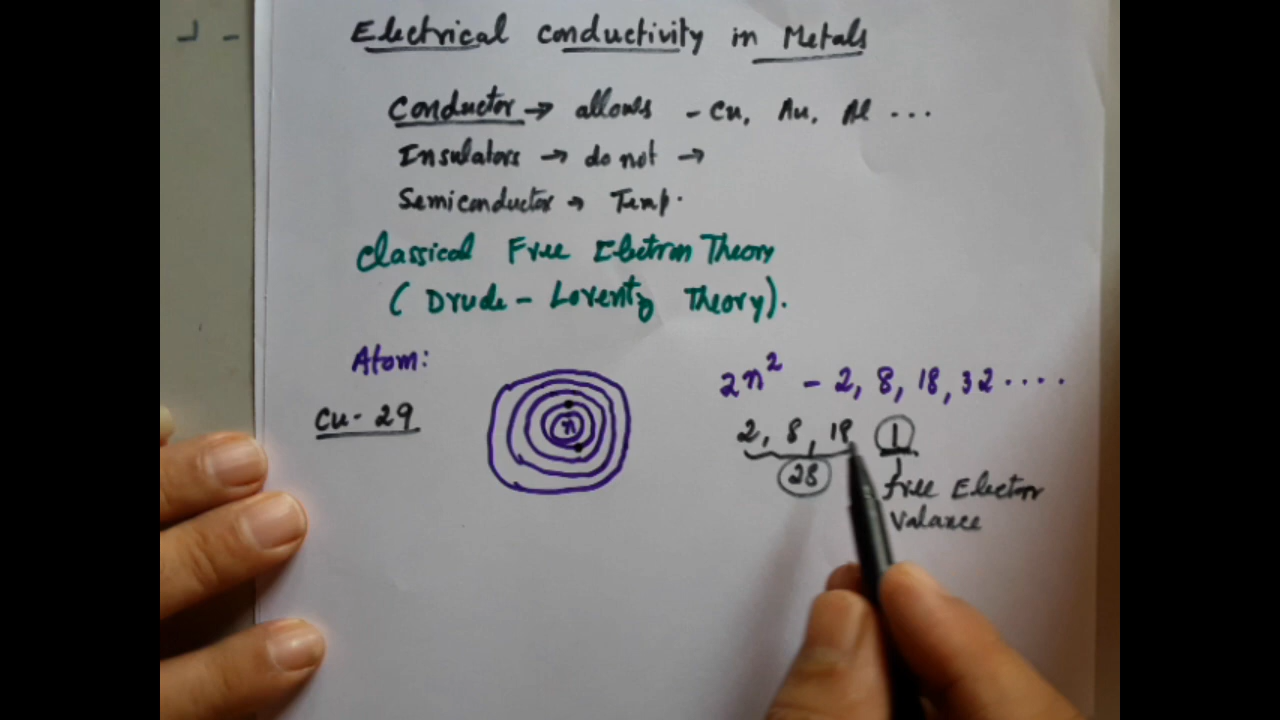 Electrical conductivity in Metals
Conductor → allows - Cu, Au, Al ...
Insulators → do not →
Semiconductor → Temp.
Classical Free Electron Theory
(Drude - Lorentz Theory).
Atom:
2n² - 2, 8, 18, 32 ....
Cu - 29
n
2, 8, 18 1
28
free Electron
Valance